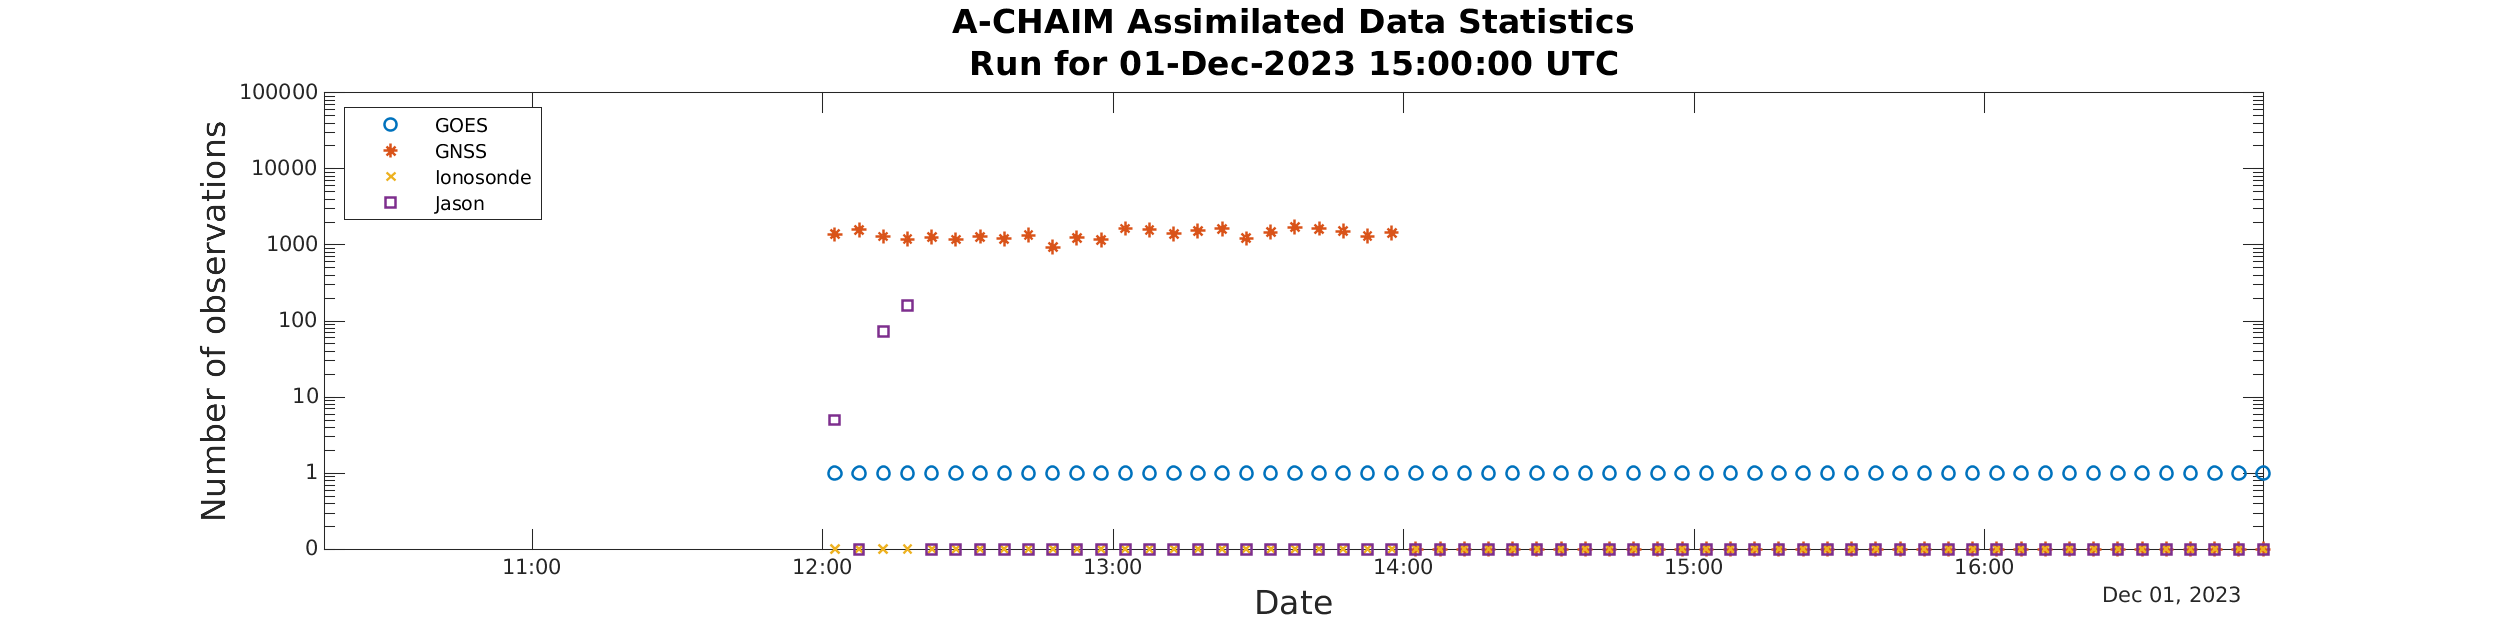 A-CHAIM Assimilated Data Statistics
Run for 01-Dec-2023 15:00:00 UTC
100000
10000
1000
100
10
1
0
Number of observations
GOES
GNSS
Ionosonde
Jason
11:00 12:00 13:00 14:00 15:00 16:00
Date
Dec 01, 2023